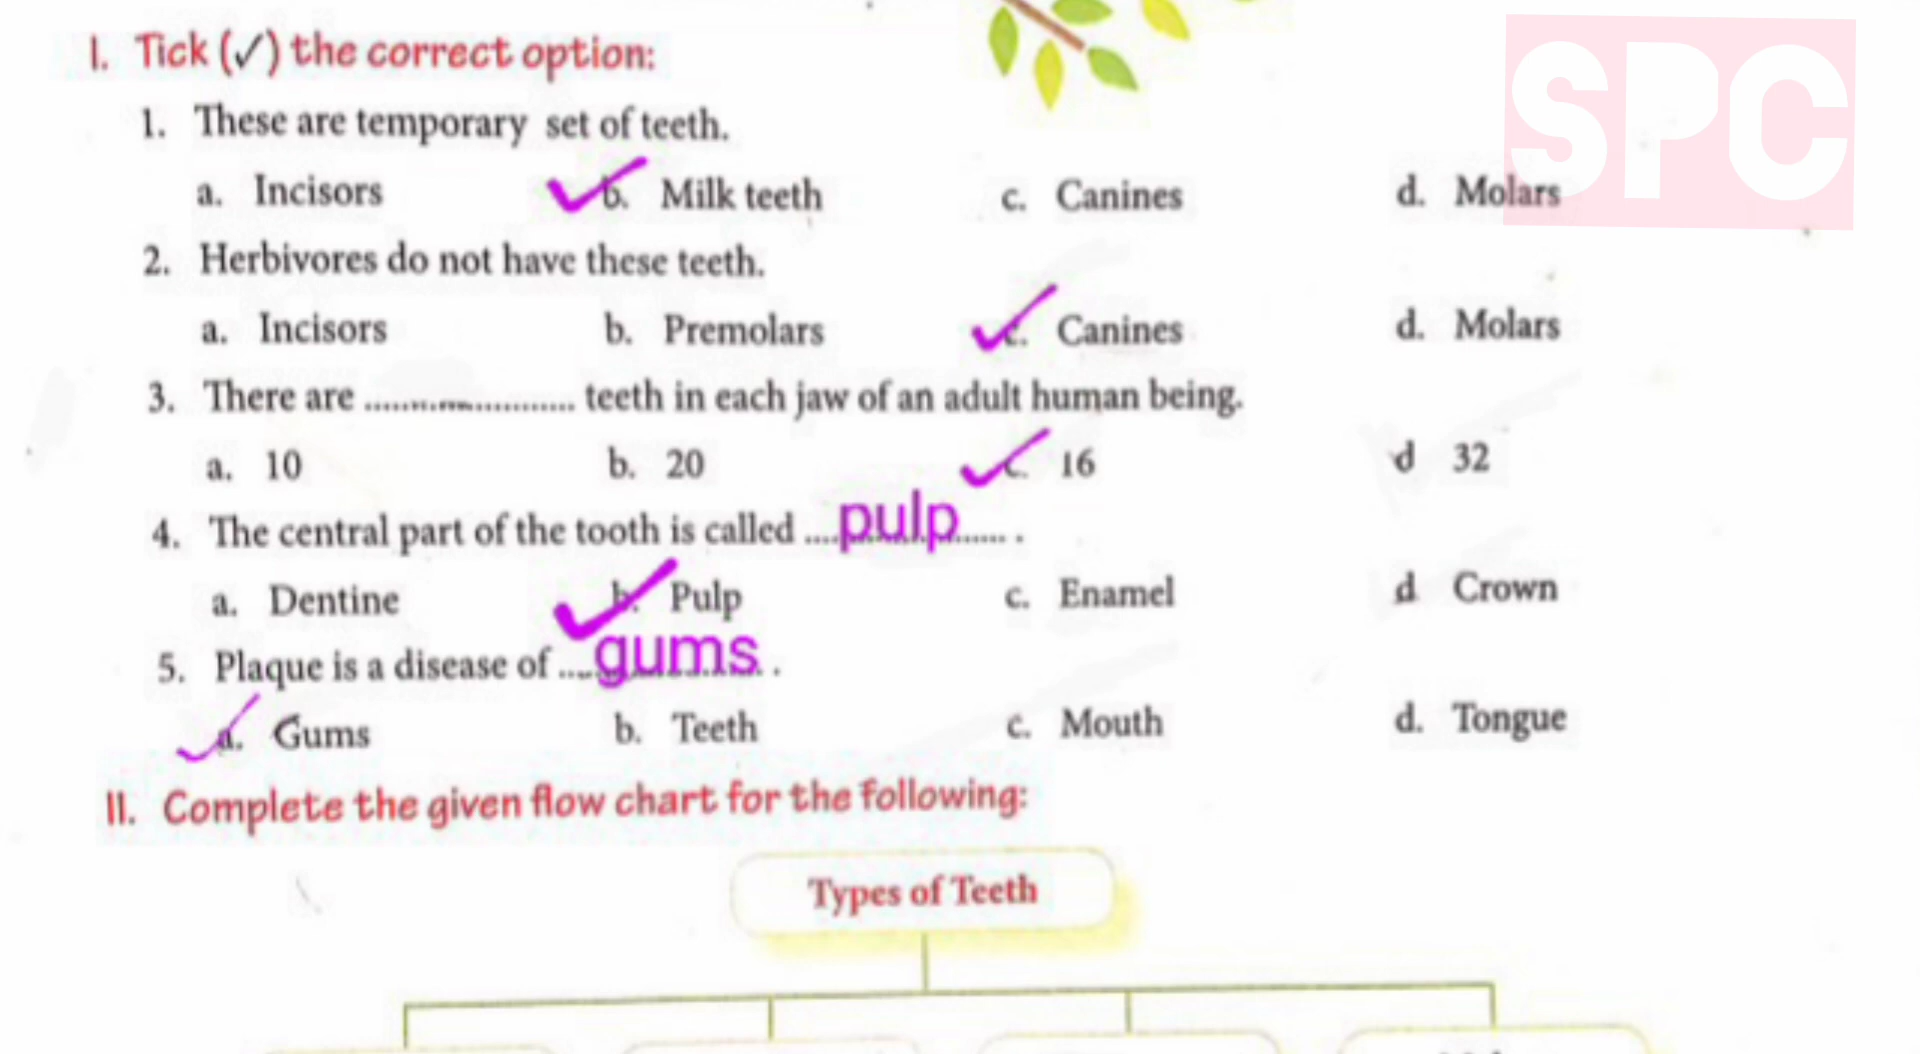 SPC
I. Tick (✓) the correct option:
1. These are temporary set of teeth.
a. Incisors b. Milk teeth c. Canines d. Molars
2. Herbivores do not have these teeth.
a. Incisors b. Premolars c. Canines d. Molars
3. There are ........................ teeth in each jaw of an adult human being.
a. 10 b. 20 c. 16 d 32
4. The central part of the tooth is called ....pulp...... .
a. Dentine b. Pulp c. Enamel d Crown
5. Plaque is a disease of ....gums. .
a. Gums b. Teeth c. Mouth d. Tongue
II. Complete the given flow chart for the following:
Types of Teeth